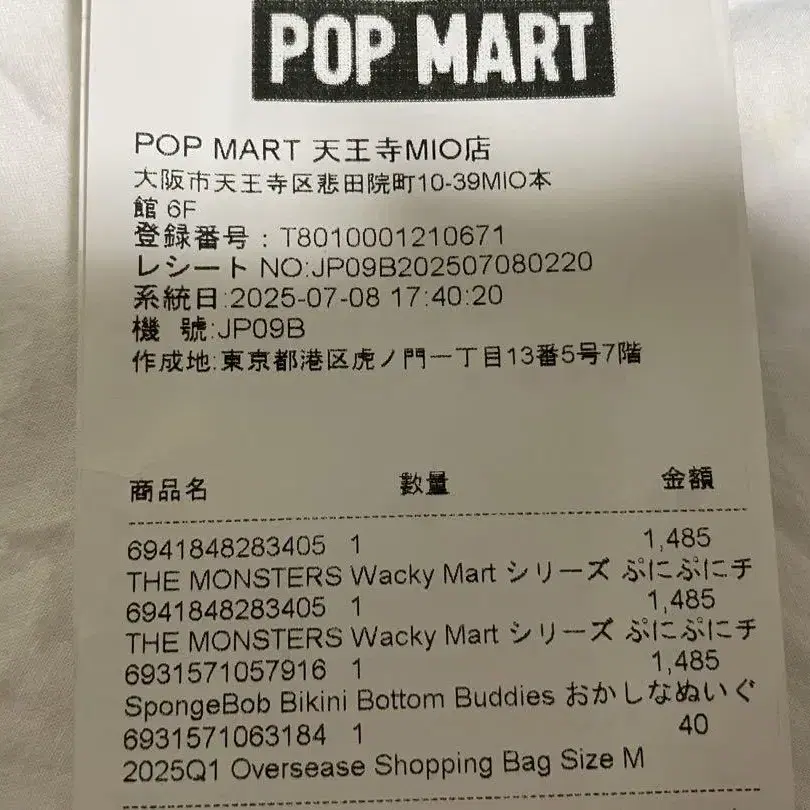 POP MART
POP MART 天王寺MIO店
大阪市天王寺区悲田院町10-39MIO本
館 6F
登録番号：T8010001210671
レシート NO:JP09B202507080220
系統日:2025-07-08 17:40:20
機 號:JP09B
作成地:東京都港区虎ノ門一丁目13番5号7階
商品名 數量 金額
6941848283405 1 1,485
THE MONSTERS Wacky Mart シリーズ ぷにぷにチ
6941848283405 1 1,485
THE MONSTERS Wacky Mart シリーズ ぷにぷにチ
6931571057916 1 1,485
SpongeBob Bikini Bottom Buddies おかしなぬいぐ
6931571063184 1 40
2025Q1 Oversease Shopping Bag Size M